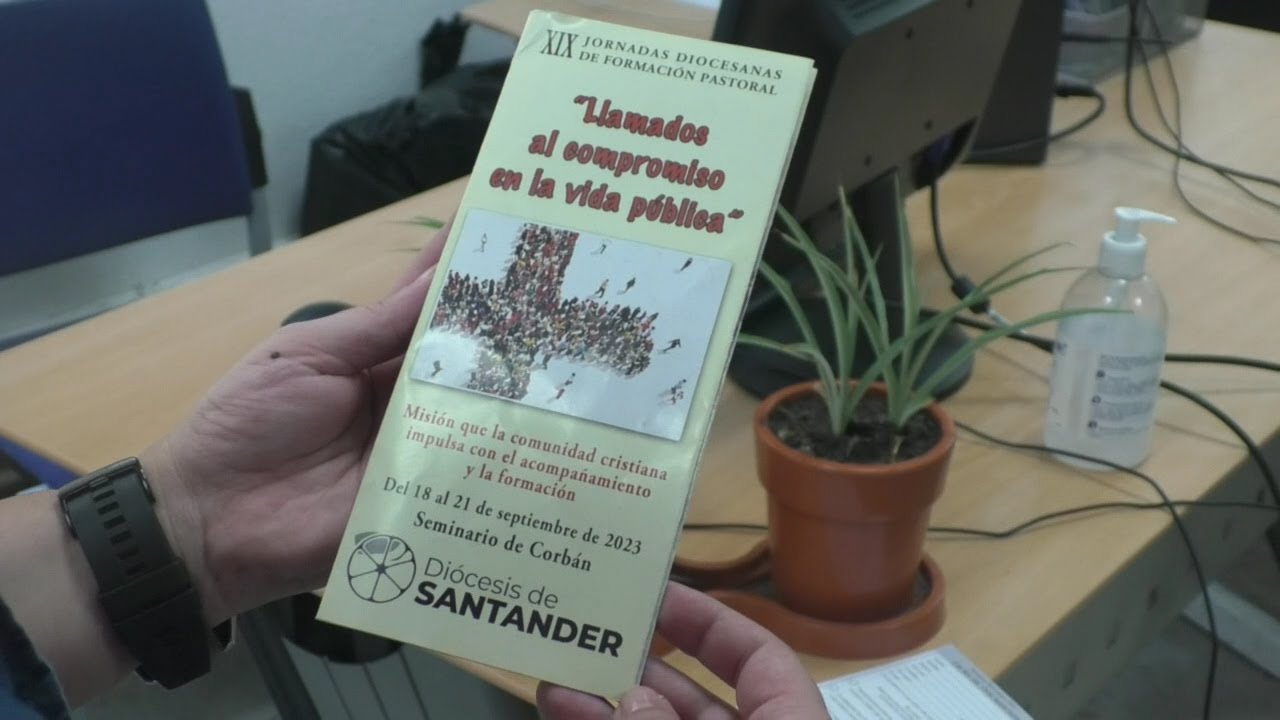 XIX JORNADAS DIOCESANAS
DE FORMACIÓN PASTORAL
"Llamados
al compromiso
en la vida pública"
Misión que la comunidad cristiana
impulsa con el acompañamiento
y la formación
Del 18 al 21 de septiembre de 2023
Seminario de Corbán
Diócesis de
SANTANDER